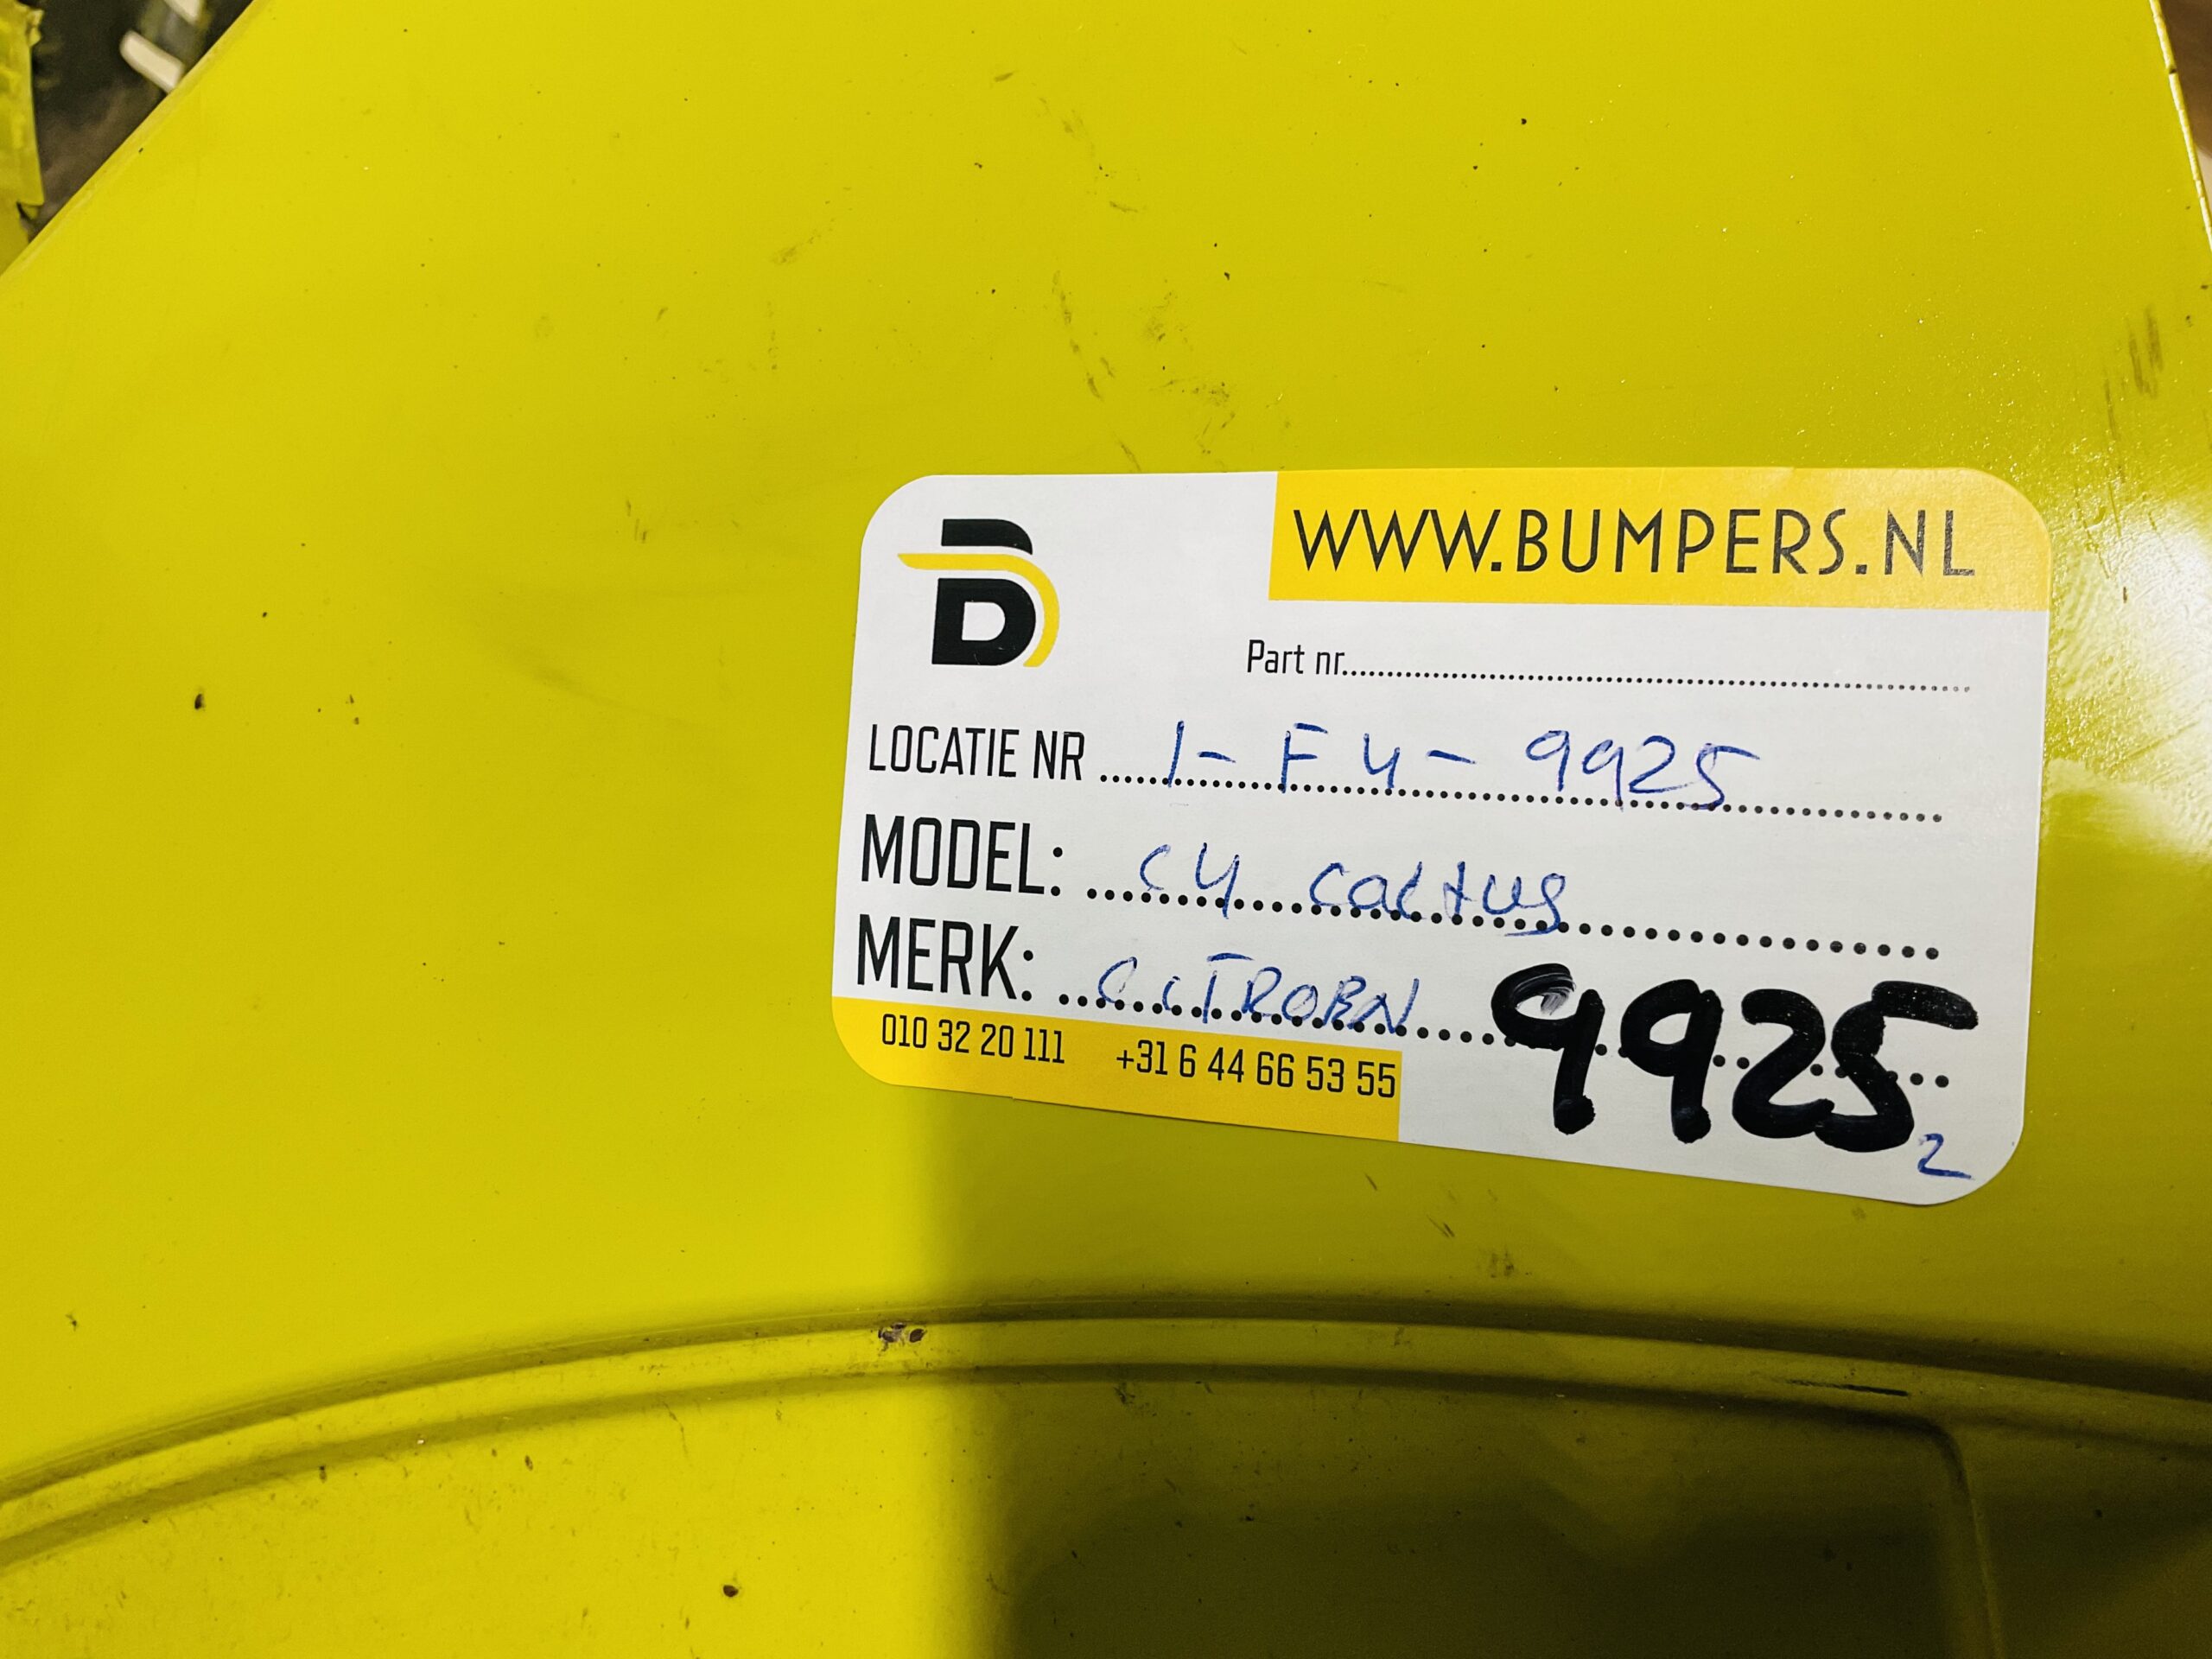 WWW.BUMPERS.NL
Part nr.
LOCATIE NR 1-F4-9925
MODEL: C4 Cactus
MERK: CiTROEN
9925
2
010 32 20 111 +31 6 44 66 53 55